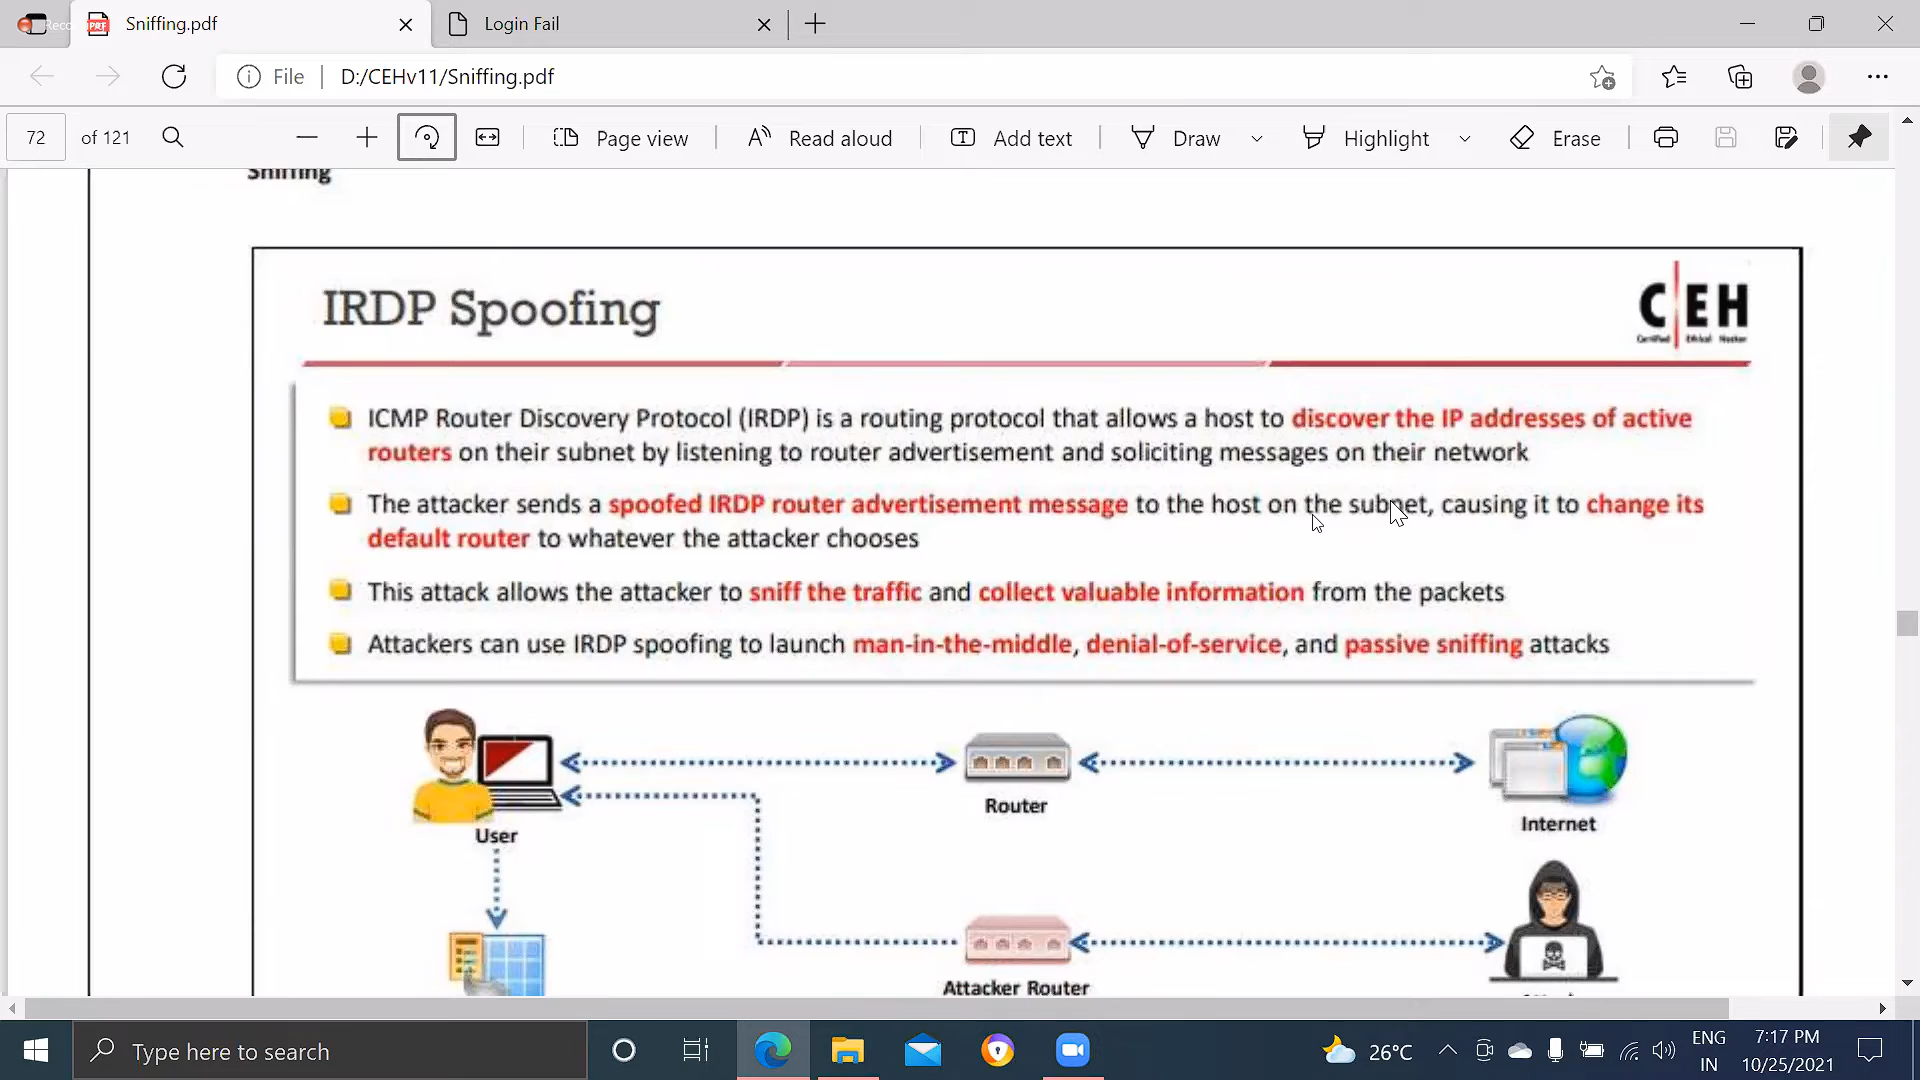 Sniffing.pdf
Login Fail
File
D:/CEHv11/Sniffing.pdf
72 of 121
Page view
Read aloud
Add text
Draw
Highlight
Erase
Sniffing
IRDP Spoofing
CEH
Certified Ethical Hacker
ICMP Router Discovery Protocol (IRDP) is a routing protocol that allows a host to discover the IP addresses of active
routers on their subnet by listening to router advertisement and soliciting messages on their network
The attacker sends a spoofed IRDP router advertisement message to the host on the subnet, causing it to change its
default router to whatever the attacker chooses
This attack allows the attacker to sniff the traffic and collect valuable information from the packets
Attackers can use IRDP spoofing to launch man-in-the-middle, denial-of-service, and passive sniffing attacks
User
Router
Internet
Attacker Router
Type here to search
26°C
ENG
IN
7:17 PM
10/25/2021